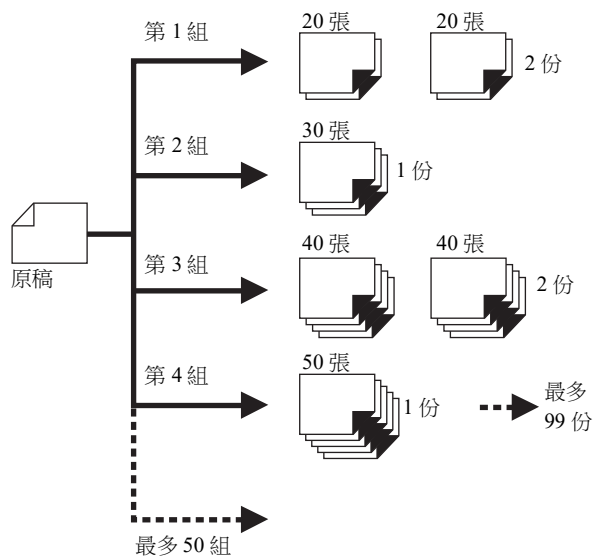 第 1 組
20 張
20 張
2 份
第 2 組
30 張
1 份
原稿
第 3 組
40 張
40 張
2 份
第 4 組
50 張
1 份
最多
99 份
最多 50 組